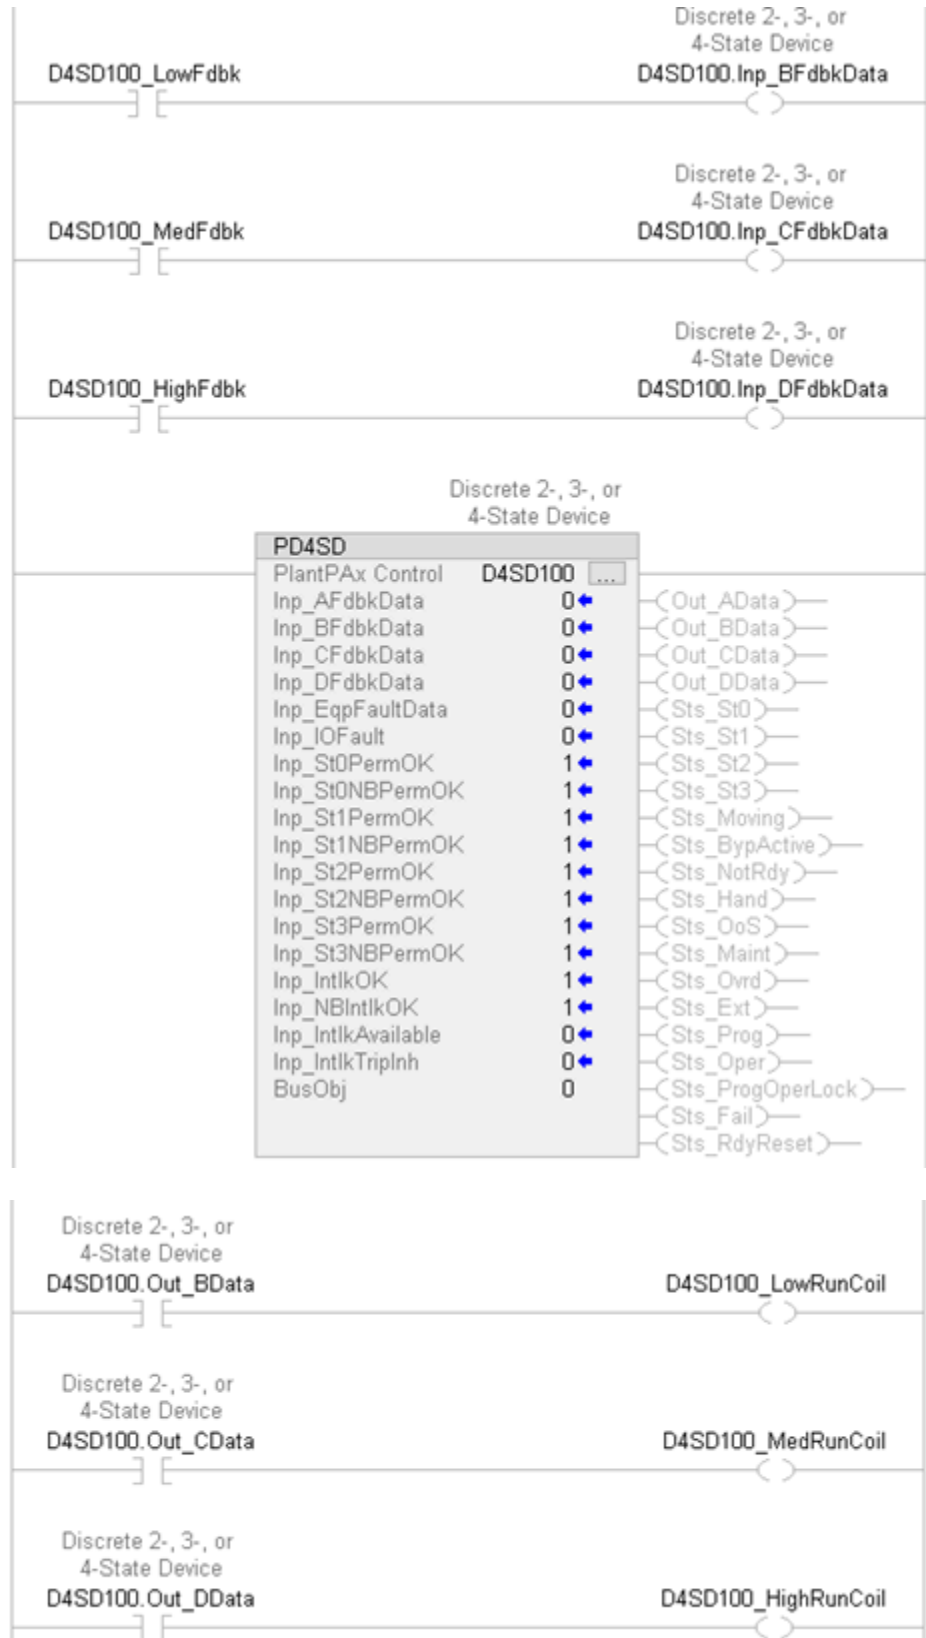 Discrete 2-, 3-, or
4-State Device
D4SD100_LowFdbk D4SD100.Inp_BFdbkData
Discrete 2-, 3-, or
4-State Device
D4SD100_MedFdbk D4SD100.Inp_CFdbkData
Discrete 2-, 3-, or
4-State Device
D4SD100_HighFdbk D4SD100.Inp_DFdbkData
Discrete 2-, 3-, or
4-State Device
PD4SD
PlantPAx Control D4SD100 ...
Inp_AFdbkData 0 Out_AData
Inp_BFdbkData 0 Out_BData
Inp_CFdbkData 0 Out_CData
Inp_DFdbkData 0 Out_DData
Inp_EqpFaultData 0 Sts_St0
Inp_IOFault 0 Sts_St1
Inp_St0PermOK 1 Sts_St2
Inp_St0NBPermOK 1 Sts_St3
Inp_St1PermOK 1 Sts_Moving
Inp_St1NBPermOK 1 Sts_BypActive
Inp_St2PermOK 1 Sts_NotRdy
Inp_St2NBPermOK 1 Sts_Hand
Inp_St3PermOK 1 Sts_OoS
Inp_St3NBPermOK 1 Sts_Maint
Inp_IntlkOK 1 Sts_Ovrd
Inp_NBIntlkOK 1 Sts_Ext
Inp_IntlkAvailable 0 Sts_Prog
Inp_IntlkTripInh 0 Sts_Oper
BusObj 0 Sts_ProgOperLock
Sts_Fail
Sts_RdyReset
Discrete 2-, 3-, or
4-State Device
D4SD100.Out_BData D4SD100_LowRunCoil
Discrete 2-, 3-, or
4-State Device
D4SD100.Out_CData D4SD100_MedRunCoil
Discrete 2-, 3-, or
4-State Device
D4SD100.Out_DData D4SD100_HighRunCoil